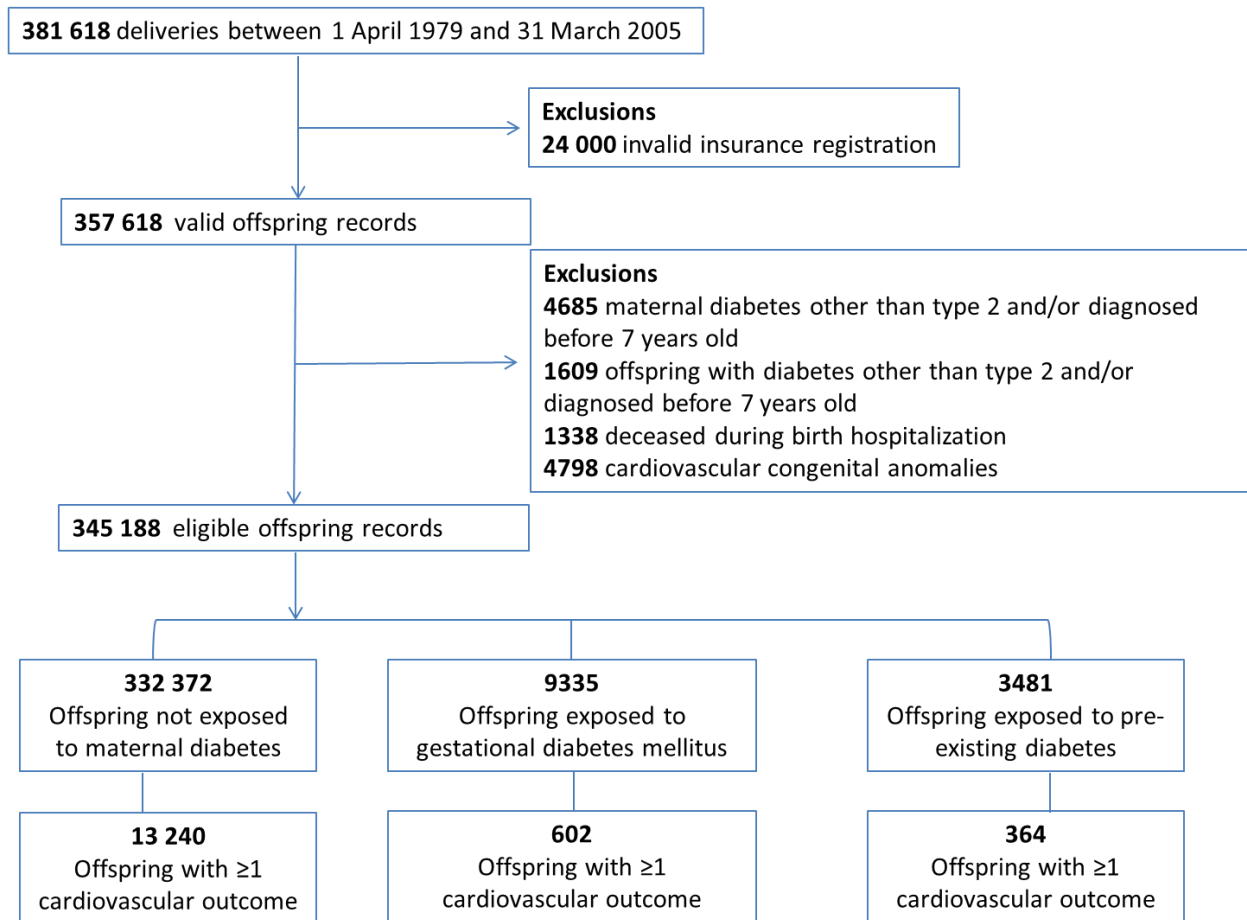 381 618 deliveries between 1 April 1979 and 31 March 2005
Exclusions
24 000 invalid insurance registration
357 618 valid offspring records
Exclusions
4685 maternal diabetes other than type 2 and/or diagnosed
before 7 years old
1609 offspring with diabetes other than type 2 and/or
diagnosed before 7 years old
1338 deceased during birth hospitalization
4798 cardiovascular congenital anomalies
345 188 eligible offspring records
332 372
Offspring not exposed
to maternal diabetes
9335
Offspring exposed to
gestational diabetes mellitus
3481
Offspring exposed to pre-
existing diabetes
13 240
Offspring with ≥1
cardiovascular outcome
602
Offspring with ≥1
cardiovascular outcome
364
Offspring with ≥1
cardiovascular outcome